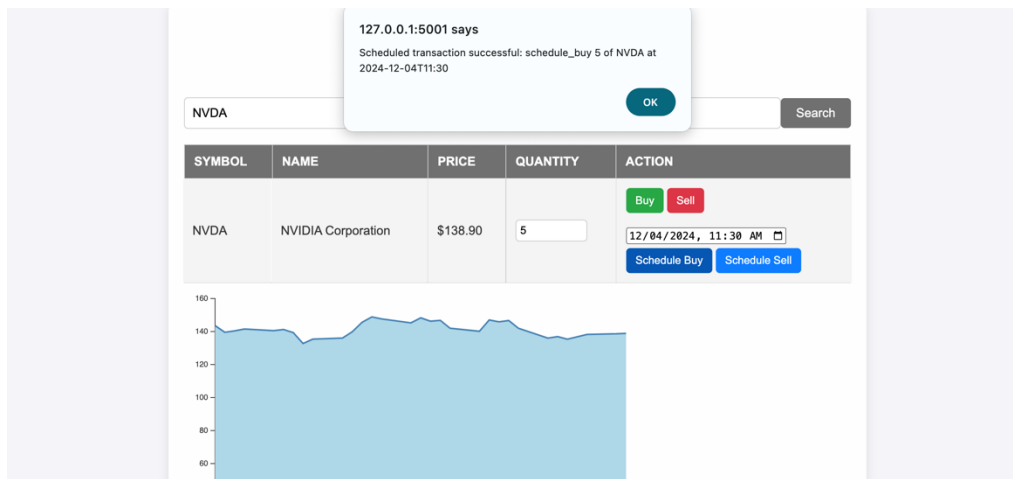 127.0.0.1:5001 says
Scheduled transaction successful: schedule_buy 5 of NVDA at
2024-12-04T11:30
OK
NVDA
Search
SYMBOL NAME PRICE QUANTITY ACTION
Buy Sell
NVDA NVIDIA Corporation $138.90 5
12/04/2024, 11:30 AM
Schedule Buy Schedule Sell
160
140
120
100
80
60